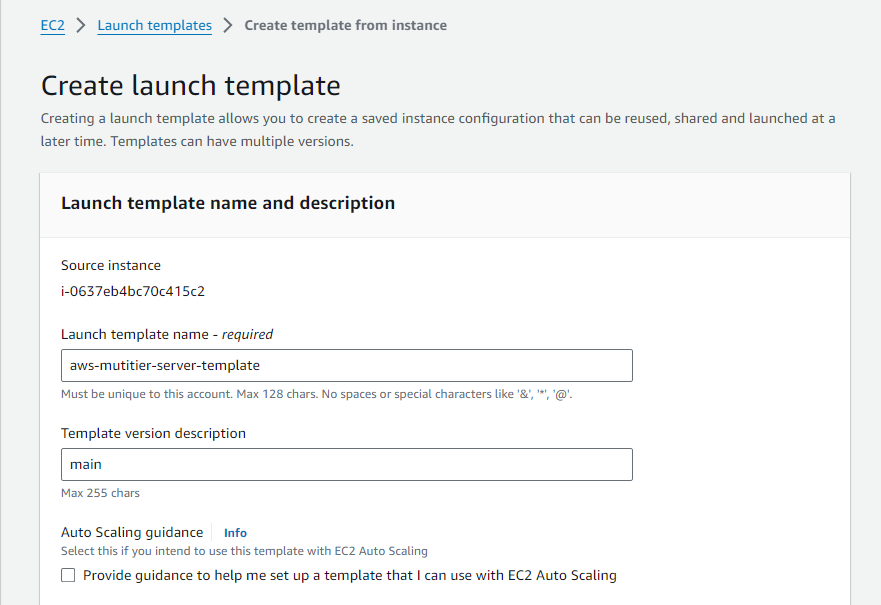 EC2 > Launch templates > Create template from instance
Create launch template
Creating a launch template allows you to create a saved instance configuration that can be reused, shared and launched at a
later time. Templates can have multiple versions.
Launch template name and description
Source instance
i-0637eb4bc70c415c2
Launch template name - required
aws-mutitier-server-template
Must be unique to this account. Max 128 chars. No spaces or special characters like '&', '*', '@'.
Template version description
main
Max 255 chars
Auto Scaling guidance Info
Select this if you intend to use this template with EC2 Auto Scaling
Provide guidance to help me set up a template that I can use with EC2 Auto Scaling